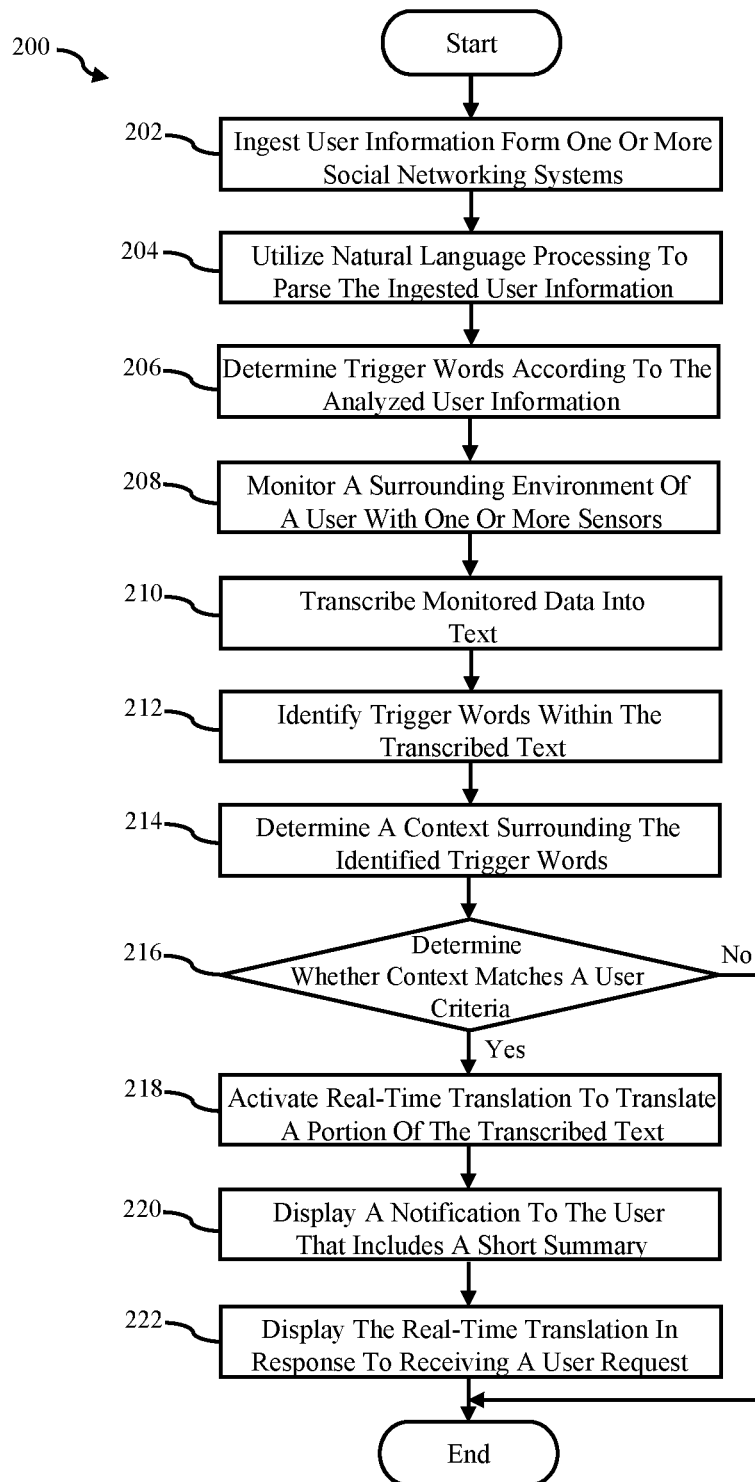 Start
200
202
Ingest User Information Form One Or More
Social Networking Systems
204
Utilize Natural Language Processing To
Parse The Ingested User Information
206
Determine Trigger Words According To The
Analyzed User Information
208
Monitor A Surrounding Environment Of
A User With One Or More Sensors
210
Transcribe Monitored Data Into
Text
212
Identify Trigger Words Within The
Transcribed Text
214
Determine A Context Surrounding The
Identified Trigger Words
216
Determine
Whether Context Matches A User
Criteria
No
Yes
218
Activate Real-Time Translation To Translate
A Portion Of The Transcribed Text
220
Display A Notification To The User
That Includes A Short Summary
222
Display The Real-Time Translation In
Response To Receiving A User Request
End